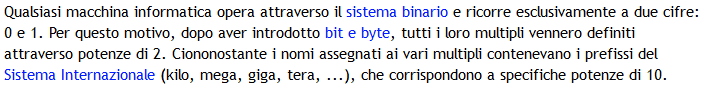 Qualsiasi macchina informatica opera attraverso il sistema binario e ricorre esclusivamente a due cifre:
0 e 1. Per questo motivo, dopo aver introdotto bit e byte, tutti i loro multipli vennero definiti
attraverso potenze di 2. Ciononostante i nomi assegnati ai vari multipli contenevano i prefissi del
Sistema Internazionale (kilo, mega, giga, tera, ...), che corrispondono a specifiche potenze di 10.